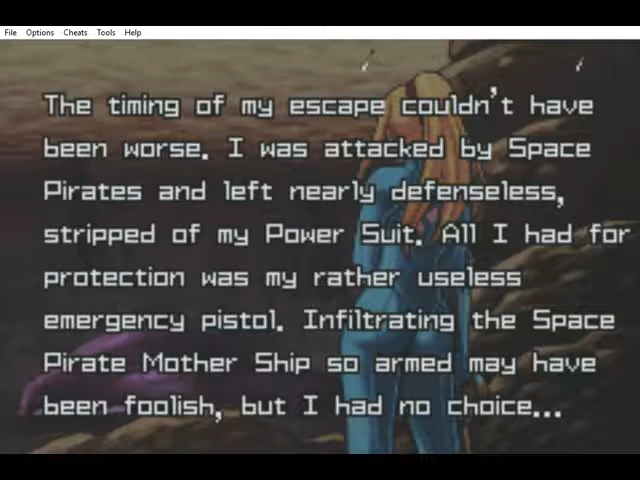 File Options Cheats Tools Help
The timing of my escape couldn't have
been worse. I was attacked by Space
Pirates and left nearly defenseless,
stripped of my Power Suit. All I had for
protection was my rather useless
emergency pistol. Infiltrating the Space
Pirate Mother Ship so armed may have
been foolish, but I had no choice...